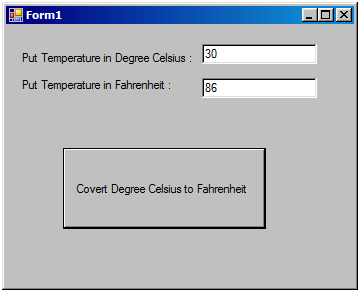 Form1
Put Temperature in Degree Celsius : 30
Put Temperature in Fahrenheit : 86
Covert Degree Celsius to Fahrenheit